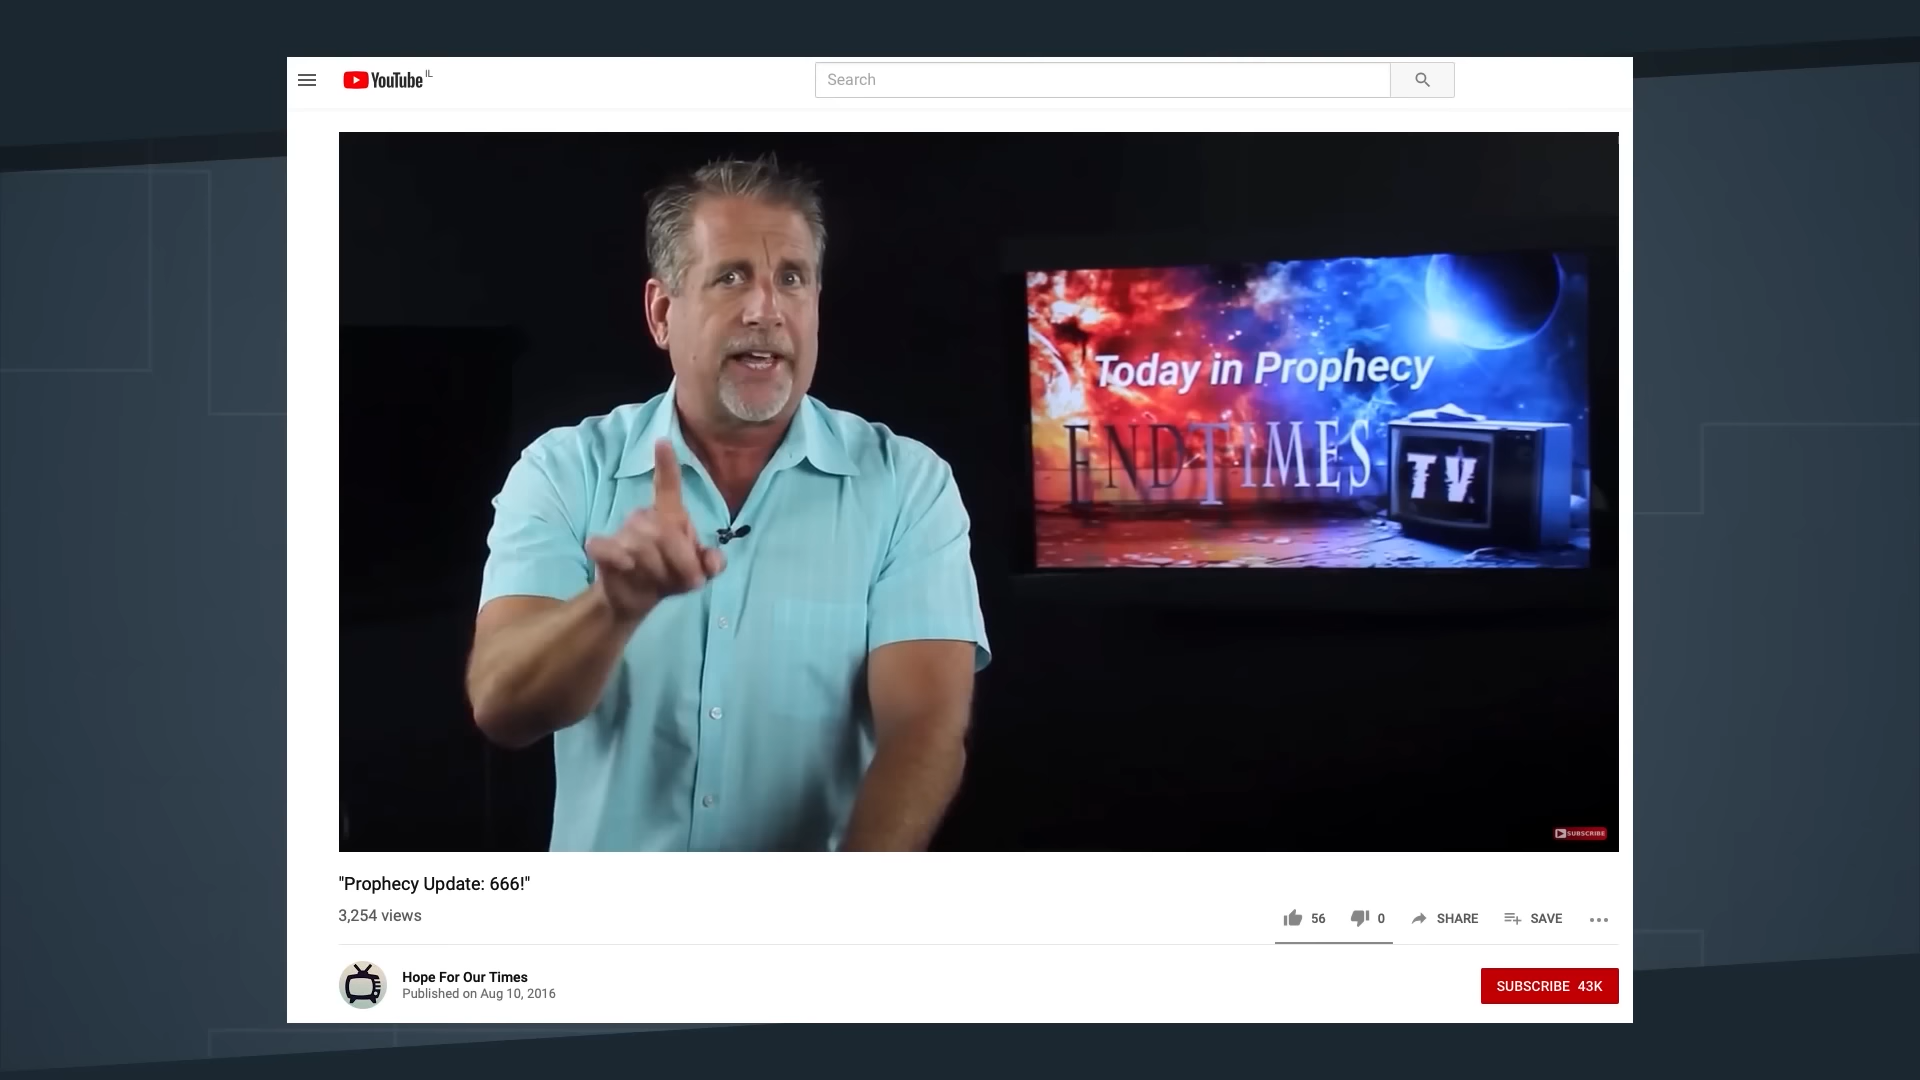 YouTube IL
Search
Today in Prophecy
END TIMES
TV
SUBSCRIBE
"Prophecy Update: 666!"
3,254 views
56
0
SHARE
SAVE
Hope For Our Times
Published on Aug 10, 2016
SUBSCRIBE 43K